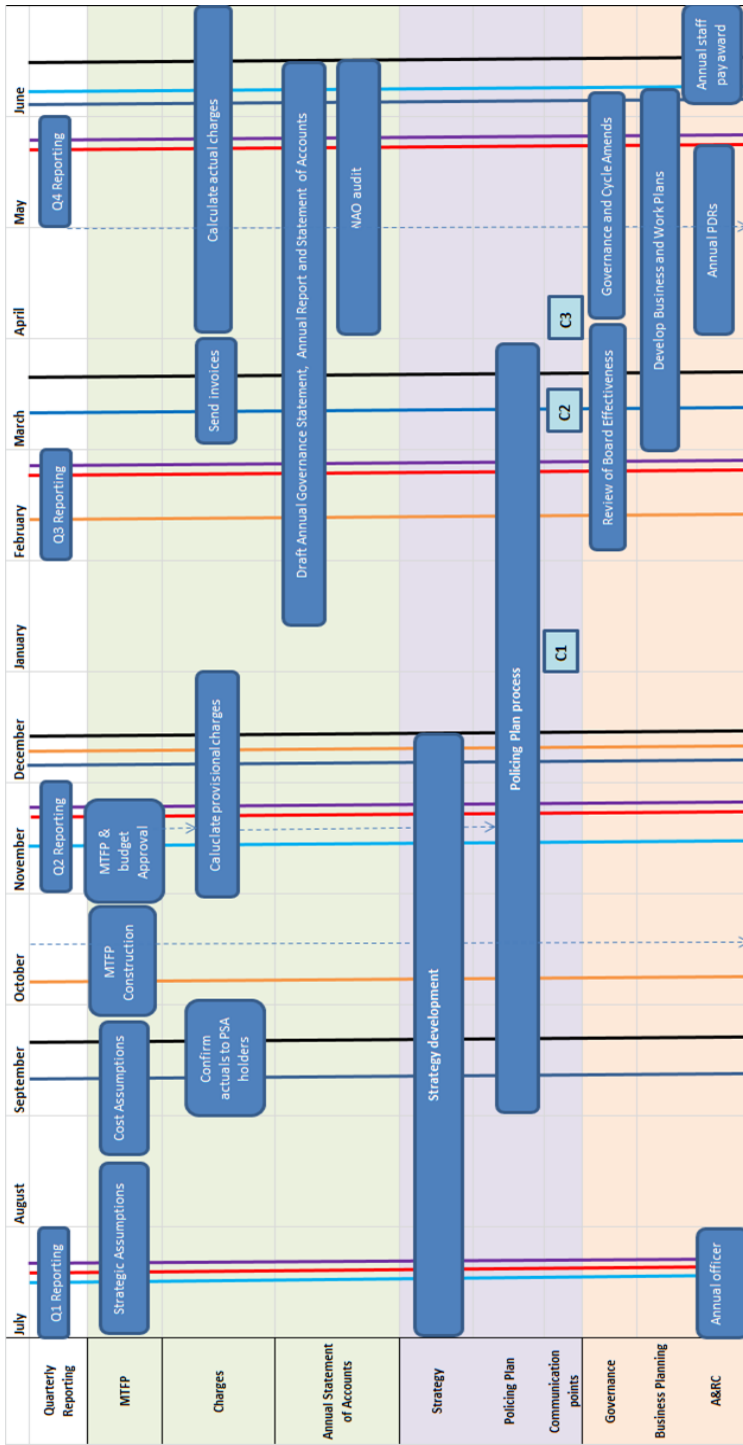 July
August
September
October
November
December
January
February
March
April
May
June
Quarterly
Reporting
Q1 Reporting
Q2 Reporting
Q3 Reporting
Q4 Reporting
MTFP
Strategic Assumptions
Cost Assumptions
MTFP
Construction
MTFP &
budget
Approval
Charges
Confirm
actuals to PSA
holders
Caluclate provisional charges
Send invoices
Calculate actual charges
Annual Statement
of Accounts
Draft Annual Governance Statement, Annual Report and Statement of Accounts
NAO audit
Strategy
Strategy development
Policing Plan
Policing Plan process
Communication
points
C1
C2
C3
Governance
Review of Board Effectiveness
Governance and Cycle Amends
Business Planning
Develop Business and Work Plans
A&RC
Annual officer
Annual PDRs
Annual staff
pay award